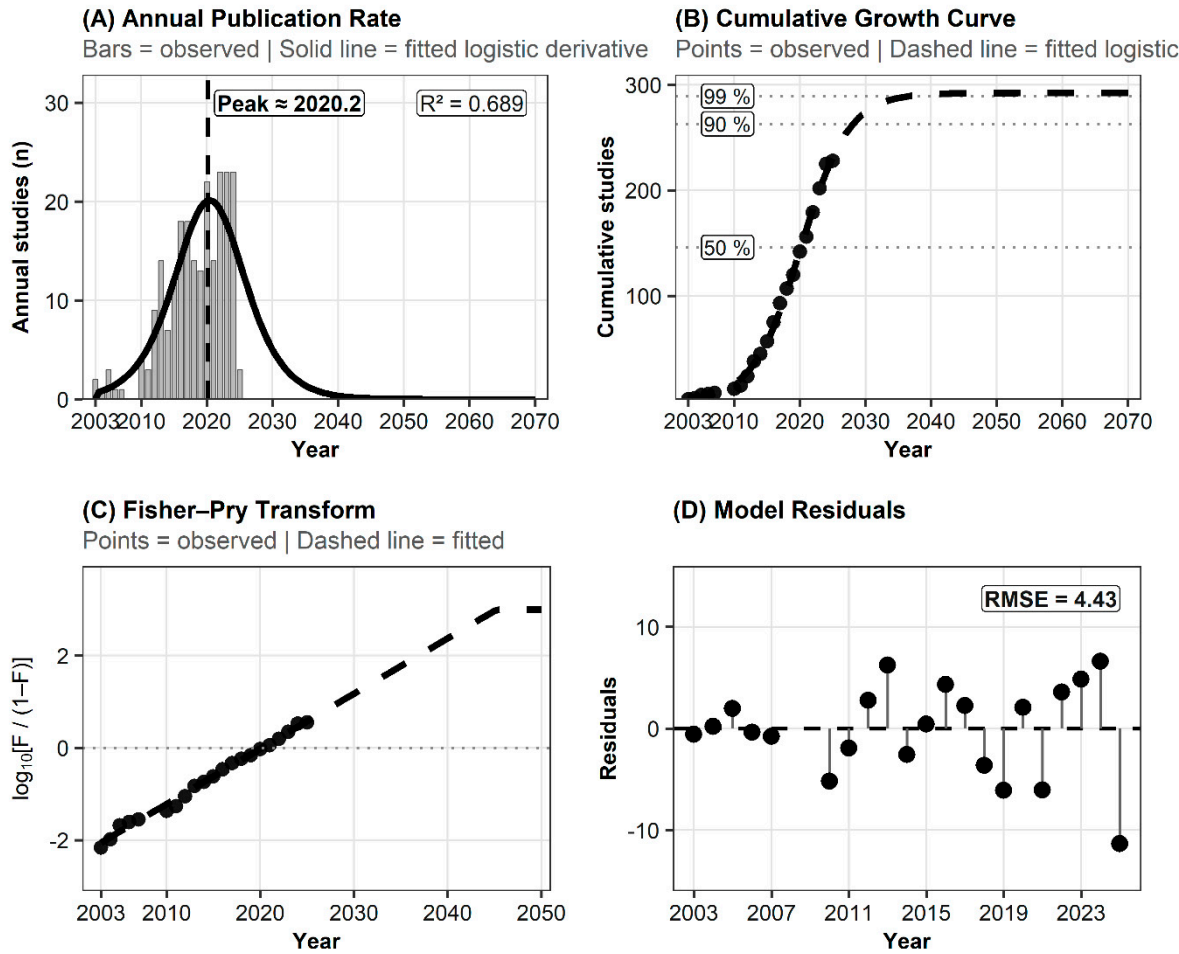 (A) Annual Publication Rate
Bars = observed | Solid line = fitted logistic derivative
Peak ≈ 2020.2
R² = 0.689
30
20
10
0
Annual studies (n)
2003 2010 2020 2030 2040 2050 2060 2070
Year
(B) Cumulative Growth Curve
Points = observed | Dashed line = fitted logistic
300
200
100
99 %
90 %
50 %
Cumulative studies
2003 2010 2020 2030 2040 2050 2060 2070
Year
(C) Fisher–Pry Transform
Points = observed | Dashed line = fitted
2
0
-2
log₁₀[F / (1–F)]
2003 2010 2020 2030 2040 2050
Year
(D) Model Residuals
RMSE = 4.43
10
0
-10
Residuals
2003 2007 2011 2015 2019 2023
Year